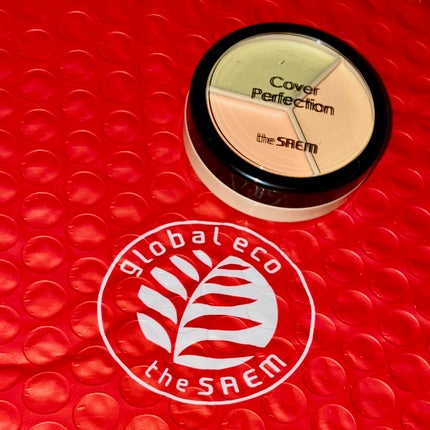 Cover
Perfection
the SAEM
global eco
the SAEM